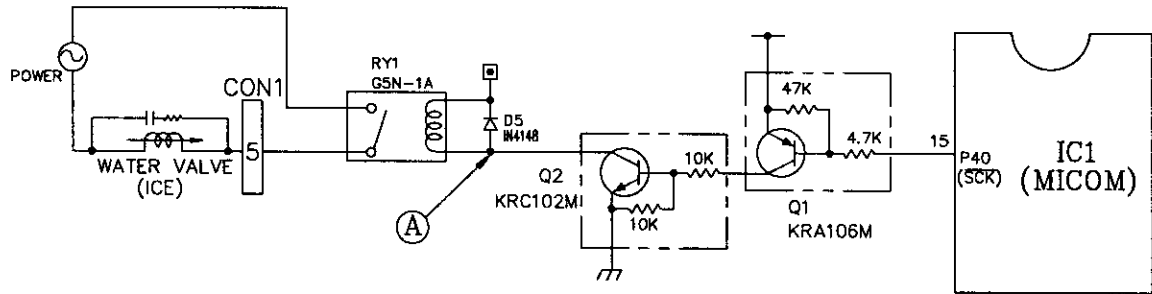 POWER
CON1
5
WATER VALVE
(ICE)
RY1
G5N-1A
D5
IN4148
A
Q2
KRC102M
10K
10K
47K
4.7K
Q1
KRA106M
15
P40
(SCK)
IC1
(MICOM)